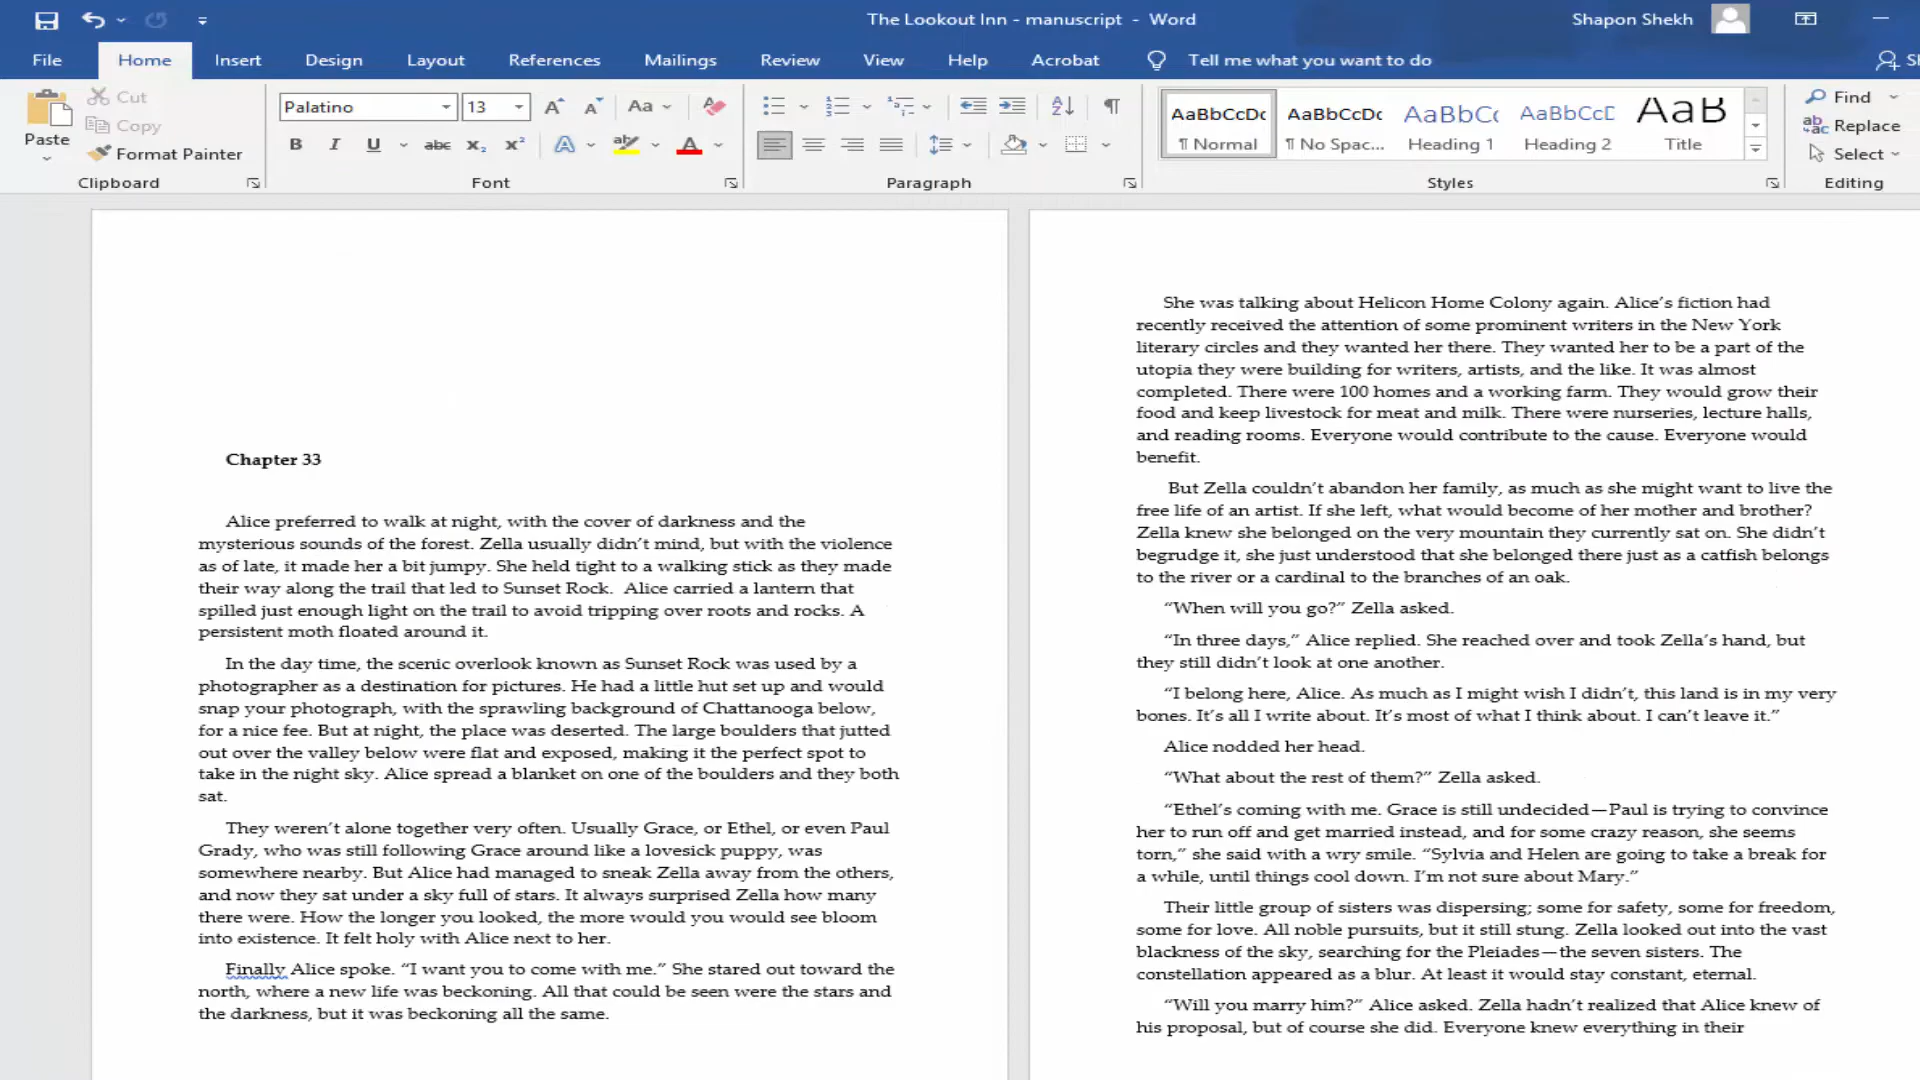 The Lookout Inn - manuscript - Word
Shapon Shekh
File Home Insert Design Layout References Mailings Review View Help Acrobat Tell me what you want to do
Cut
Copy
Paste
Format Painter
Clipboard
Palatino 13
Font
Paragraph
AaBbCcDc AaBbCcDc AaBbC AaBbCcD AaB
¶ Normal ¶ No Spac... Heading 1 Heading 2 Title
Styles
Find
Replace
Select
Editing
Chapter 33
Alice preferred to walk at night, with the cover of darkness and the
mysterious sounds of the forest. Zella usually didn’t mind, but with the violence
as of late, it made her a bit jumpy. She held tight to a walking stick as they made
their way along the trail that led to Sunset Rock.  Alice carried a lantern that
spilled just enough light on the trail to avoid tripping over roots and rocks. A
persistent moth floated around it.
In the day time, the scenic overlook known as Sunset Rock was used by a
photographer as a destination for pictures. He had a little hut set up and would
snap your photograph, with the sprawling background of Chattanooga below,
for a nice fee. But at night, the place was deserted. The large boulders that jutted
out over the valley below were flat and exposed, making it the perfect spot to
take in the night sky. Alice spread a blanket on one of the boulders and they both
sat.
They weren’t alone together very often. Usually Grace, or Ethel, or even Paul
Grady, who was still following Grace around like a lovesick puppy, was
somewhere nearby. But Alice had managed to sneak Zella away from the others,
and now they sat under a sky full of stars. It always surprised Zella how many
there were. How the longer you looked, the more would you would see bloom
into existence. It felt holy with Alice next to her.
Finally Alice spoke. “I want you to come with me.” She stared out toward the
north, where a new life was beckoning. All that could be seen were the stars and
the darkness, but it was beckoning all the same.
She was talking about Helicon Home Colony again. Alice’s fiction had
recently received the attention of some prominent writers in the New York
literary circles and they wanted her there. They wanted her to be a part of the
utopia they were building for writers, artists, and the like. It was almost
completed. There were 100 homes and a working farm. They would grow their
food and keep livestock for meat and milk. There were nurseries, lecture halls,
and reading rooms. Everyone would contribute to the cause. Everyone would
benefit.
But Zella couldn’t abandon her family, as much as she might want to live the
free life of an artist. If she left, what would become of her mother and brother?
Zella knew she belonged on the very mountain they currently sat on. She didn’t
begrudge it, she just understood that she belonged there just as a catfish belongs
to the river or a cardinal to the branches of an oak.
“When will you go?” Zella asked.
“In three days,” Alice replied. She reached over and took Zella’s hand, but
they still didn’t look at one another.
“I belong here, Alice. As much as I might wish I didn’t, this land is in my very
bones. It’s all I write about. It’s most of what I think about. I can’t leave it.”
Alice nodded her head.
“What about the rest of them?” Zella asked.
“Ethel’s coming with me. Grace is still undecided—Paul is trying to convince
her to run off and get married instead, and for some crazy reason, she seems
torn,” she said with a wry smile. “Sylvia and Helen are going to take a break for
a while, until things cool down. I’m not sure about Mary.”
Their little group of sisters was dispersing; some for safety, some for freedom,
some for love. All noble pursuits, but it still stung. Zella looked out into the vast
blackness of the sky, searching for the Pleiades—the seven sisters. The
constellation appeared as a blur. At least it would stay constant, eternal.
“Will you marry him?” Alice asked. Zella hadn’t realized that Alice knew of
his proposal, but of course she did. Everyone knew everything in their